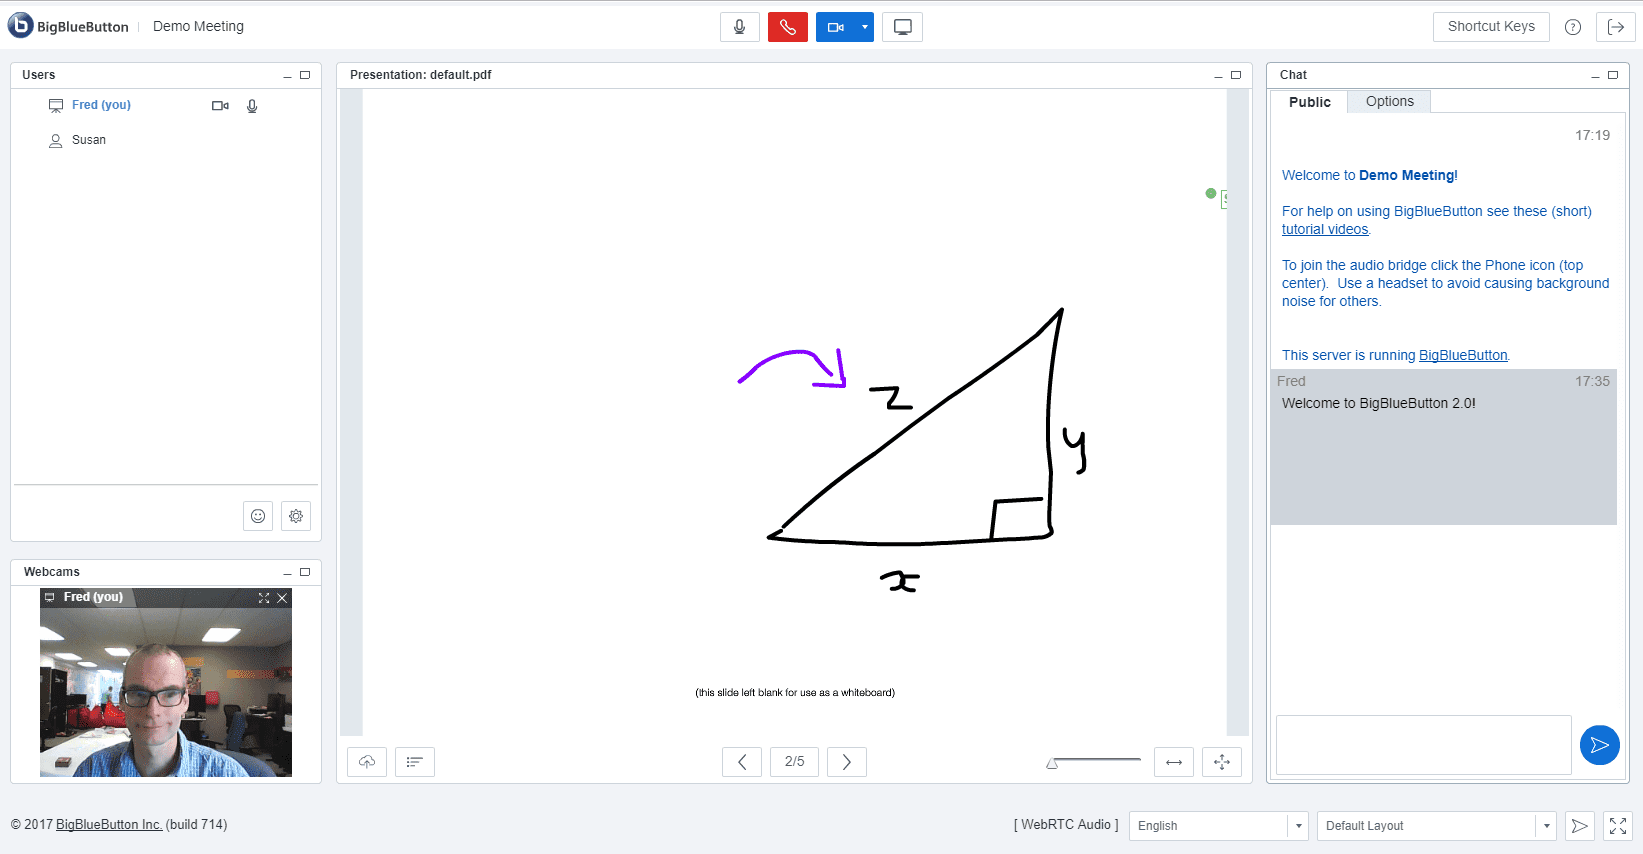 BigBlueButton
Demo Meeting
Shortcut Keys
Users
Fred (you)
Susan
Webcams
Fred (you)
Presentation: default.pdf
z
y
x
(this slide left blank for use as a whiteboard)
2/5
Chat
Public
Options
17:19
Welcome to Demo Meeting!
For help on using BigBlueButton see these (short)
tutorial videos.
To join the audio bridge click the Phone icon (top
center). Use a headset to avoid causing background
noise for others.
This server is running BigBlueButton.
Fred
17:35
Welcome to BigBlueButton 2.0!
© 2017 BigBlueButton Inc. (build 714)
[ WebRTC Audio ]
English
Default Layout